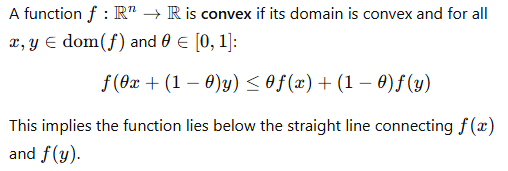 A function f : ℝⁿ → ℝ is convex if its domain is convex and for all
x, y ∈ dom(f) and θ ∈ [0, 1]:
f(θx + (1 − θ)y) ≤ θf(x) + (1 − θ)f(y)
This implies the function lies below the straight line connecting f(x)
and f(y).